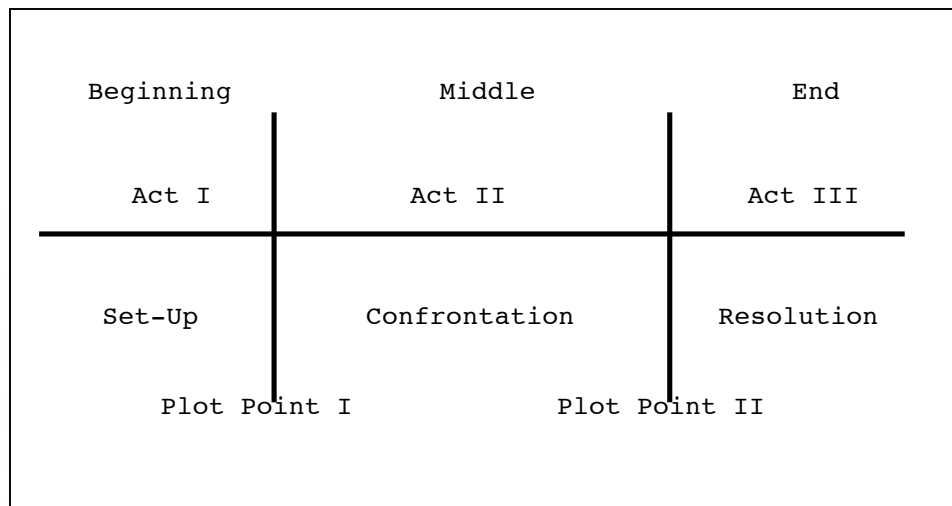 Beginning Middle End
Act I Act II Act III
Set-Up Confrontation Resolution
Plot Point I Plot Point II